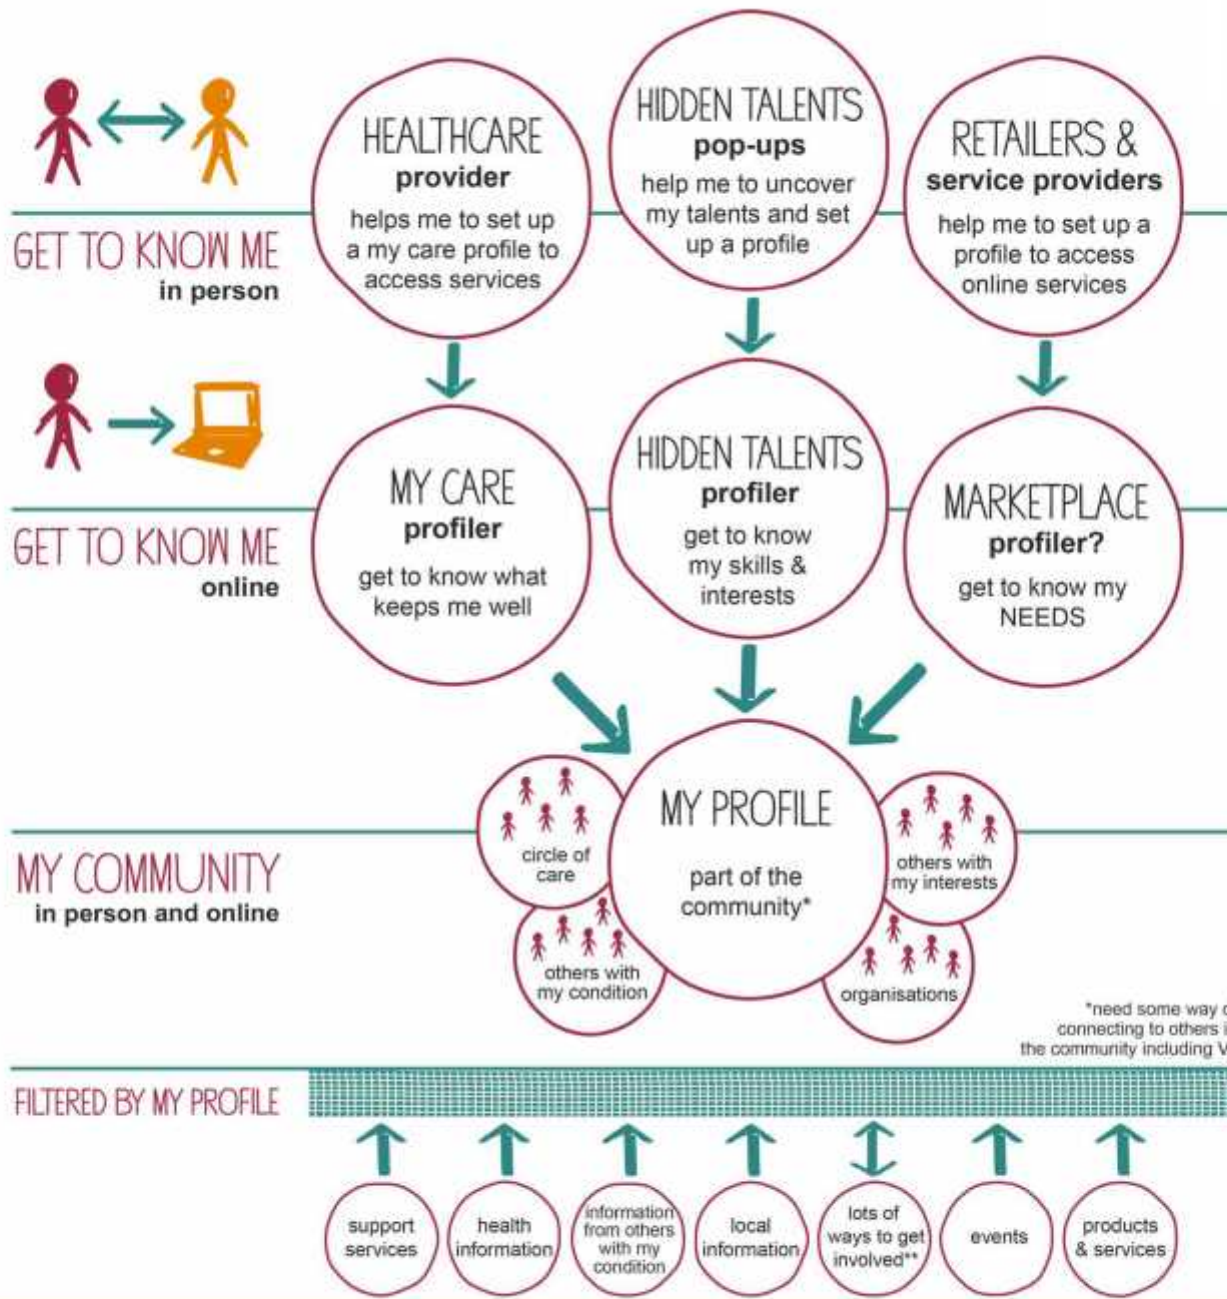 HEALTHCARE
provider
helps me to set up
a my care profile to
access services
HIDDEN TALENTS
pop-ups
help me to uncover
my talents and set
up a profile
RETAILERS &
service providers
help me to set up a
profile to access
online services
GET TO KNOW ME
in person
MY CARE
profiler
get to know what
keeps me well
HIDDEN TALENTS
profiler
get to know
my skills &
interests
MARKETPLACE
profiler?
get to know my
NEEDS
GET TO KNOW ME
online
MY PROFILE
part of the
community*
circle of
care
others with
my condition
others with
my interests
organisations
MY COMMUNITY
in person and online
*need some way
connecting to others
the community including
FILTERED BY MY PROFILE
support
services
health
information
information
from others
with my
condition
local
information
lots of
ways to get
involved**
events
products
& services